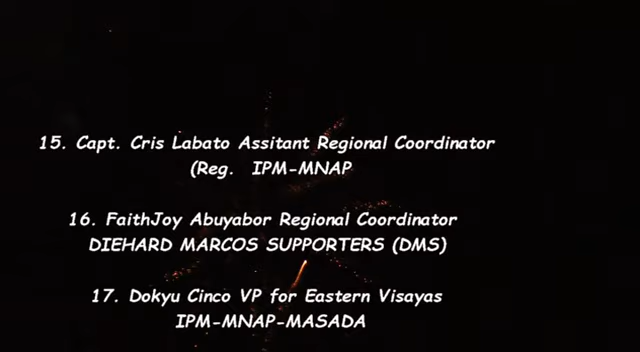 15. Capt. Cris Labato Assitant Regional Coordinator
(Reg. IPM-MNAP
16. FaithJoy Abuyabor Regional Coordinator
DIEHARD MARCOS SUPPORTERS (DMS)
17. Dokyu Cinco VP for Eastern Visayas
IPM-MNAP-MASADA